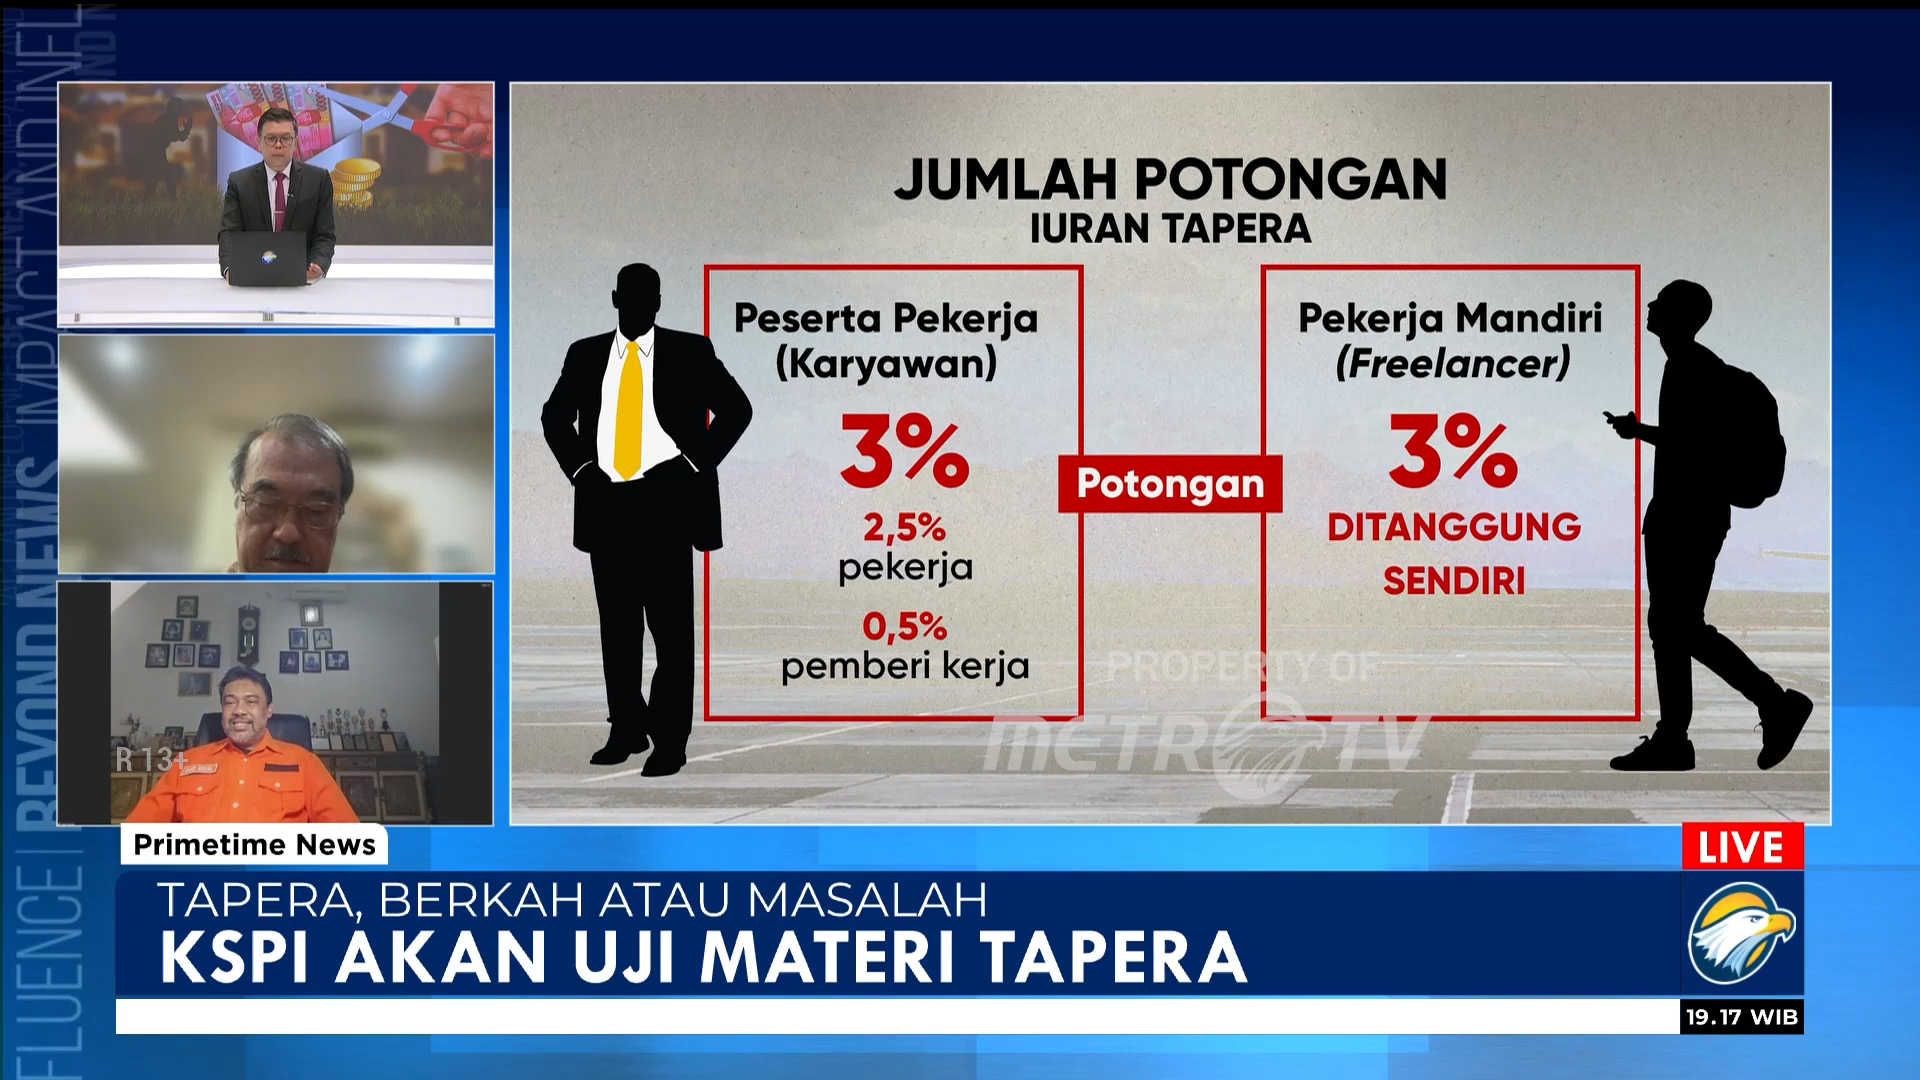 JUMLAH POTONGAN
IURAN TAPERA
Peserta Pekerja
(Karyawan)
3%
2,5%
pekerja
0,5%
pemberi kerja
Potongan
Pekerja Mandiri
(Freelancer)
3%
DITANGGUNG
SENDIRI
PROPERTY OF
METRO TV
R 13+
Primetime News
LIVE
TAPERA, BERKAH ATAU MASALAH
KSPI AKAN UJI MATERI TAPERA
19.17 WIB
FLUENCE | BEYOND NEWS IMPACT AND INFL